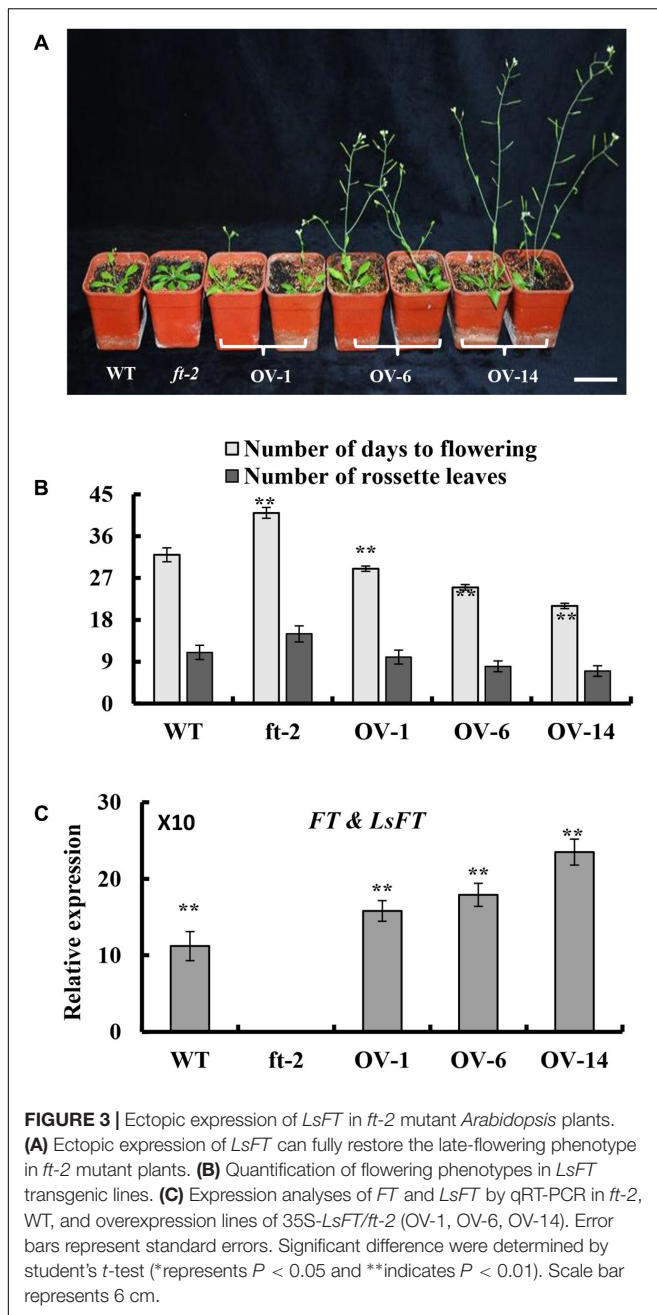 A
WT
ft-2
OV-1
OV-6
OV-14
Number of days to flowering
Number of rossette leaves
B
45
36
27
18
9
0
**
**
**
**
WT
ft-2
OV-1
OV-6
OV-14
C
X10
FT & LsFT
Relative expression
30
20
10
0
**
**
**
**
WT
ft-2
OV-1
OV-6
OV-14
FIGURE 3 | Ectopic expression of LsFT in ft-2 mutant Arabidopsis plants.
(A) Ectopic expression of LsFT can fully restore the late-flowering phenotype
in ft-2 mutant plants. (B) Quantification of flowering phenotypes in LsFT
transgenic lines. (C) Expression analyses of FT and LsFT by qRT-PCR in ft-2,
WT, and overexpression lines of 35S-LsFT/ft-2 (OV-1, OV-6, OV-14). Error
bars represent standard errors. Significant difference were determined by
student's t-test (*represents P < 0.05 and **indicates P < 0.01). Scale bar
represents 6 cm.